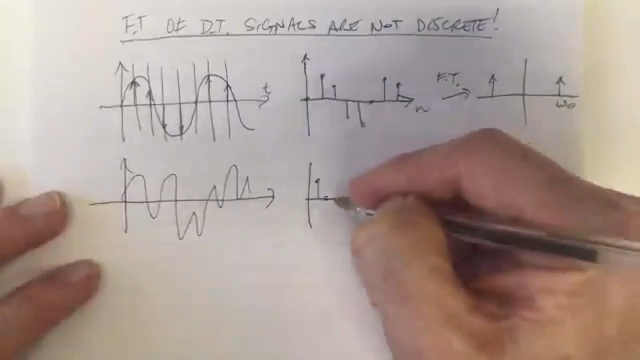 F.T. OF D.T. SIGNALS ARE NOT DISCRETE!
t
n
F.T.
ω₀